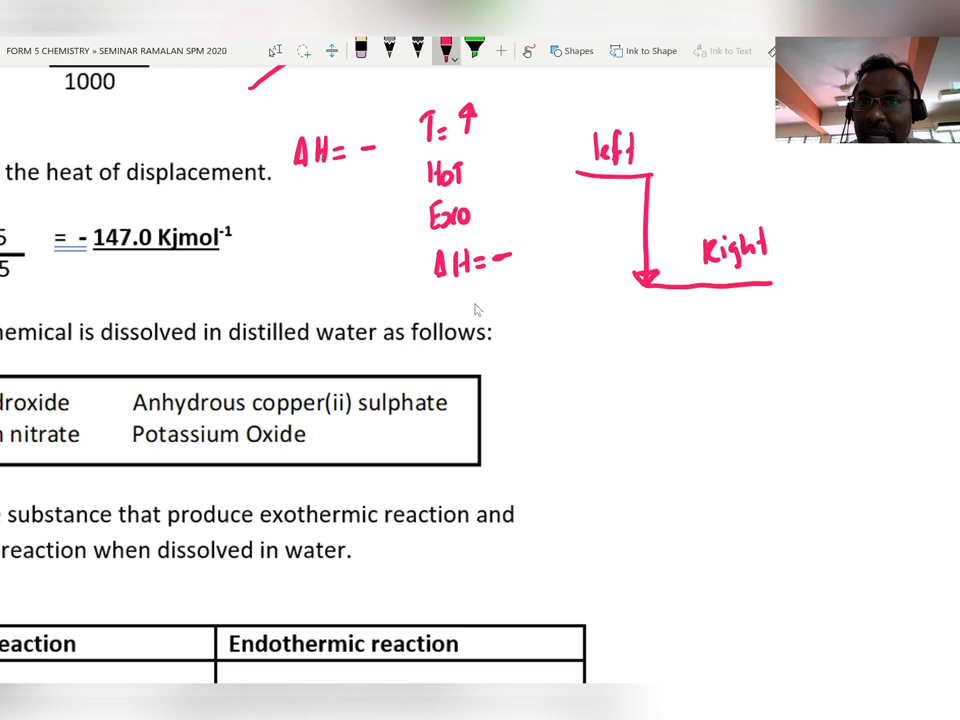 FORM 5 CHEMISTRY » SEMINAR RAMALAN SPM 2020
Shapes
Ink to Shape
Ink to Text
1000
T= ↑
left
ΔH= -
the heat of displacement.
HOT
Exo
5
= - 147.0 Kjmol-1
5
ΔH= -
Right
hemical is dissolved in distilled water as follows:
droxide Anhydrous copper(ii) sulphate
n nitrate Potassium Oxide
substance that produce exothermic reaction and
reaction when dissolved in water.
eaction Endothermic reaction